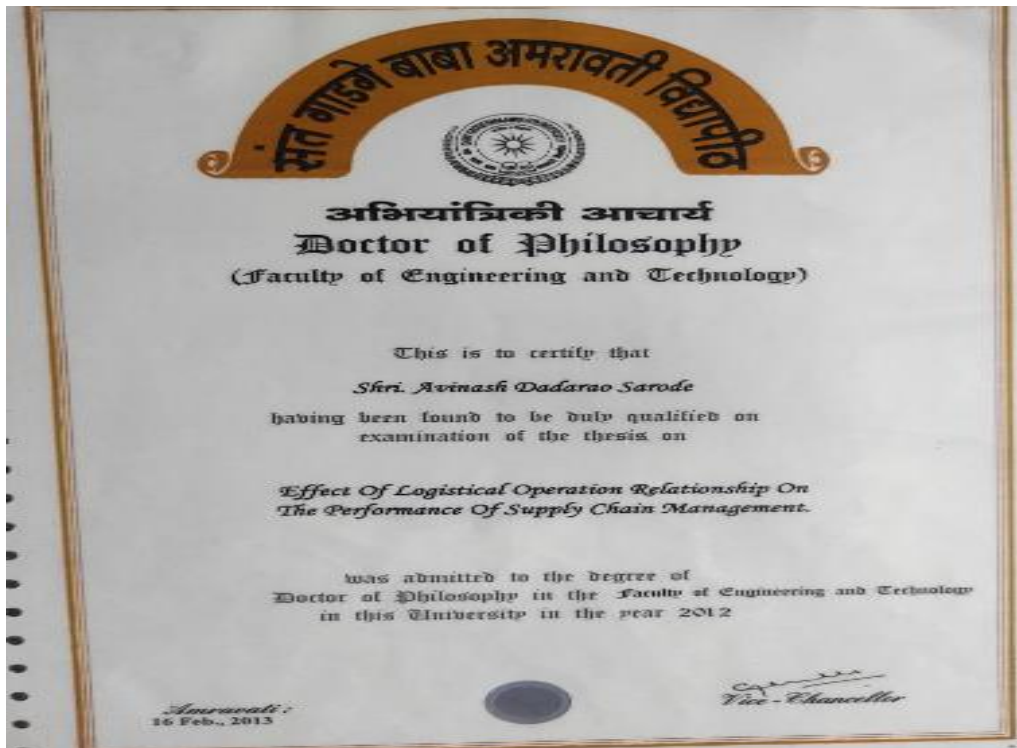 संत गाडगे बाबा अमरावती विद्यापीठ
अभियांत्रिकी आचार्य
Doctor of Philosophy
(Faculty of Engineering and Technology)
This is to certify that
Shri. Avinash Dadarao Sarode
having been found to be duly qualified on
examination of the thesis on
Effect Of Logistical Operation Relationship On
The Performance Of Supply Chain Management.
was admitted to the degree of
Doctor of Philosophy in the Faculty of Engineering and Technology
in this University in the year 2012
Amravati :
16 Feb., 2013
Vice-Chancellor